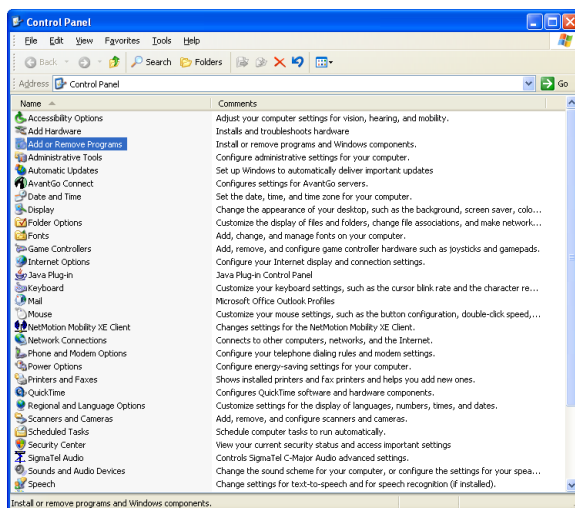 Control Panel
File Edit View Favorites Tools Help
Back Search Folders
Address Control Panel Go
Name Comments
Accessibility Options Adjust your computer settings for vision, hearing, and mobility.
Add Hardware Installs and troubleshoots hardware
Add or Remove Programs Install or remove programs and Windows components.
Administrative Tools Configure administrative settings for your computer.
Automatic Updates Set up Windows to automatically deliver important updates
AvantGo Connect Configures settings for AvantGo servers.
Date and Time Set the date, time, and time zone for your computer.
Display Change the appearance of your desktop, such as the background, screen saver, colo...
Folder Options Customize the display of files and folders, change file associations, and make network...
Fonts Add, change, and manage fonts on your computer.
Game Controllers Add, remove, and configure game controller hardware such as joysticks and gamepads.
Internet Options Configure your Internet display and connection settings.
Java Plug-in Java Plug-in Control Panel
Keyboard Customize your keyboard settings, such as the cursor blink rate and the character re...
Mail Microsoft Office Outlook Profiles
Mouse Customize your mouse settings, such as the button configuration, double-click speed,...
NetMotion Mobility XE Client Changes settings for the NetMotion Mobility XE Client.
Network Connections Connects to other computers, networks, and the Internet.
Phone and Modem Options Configure your telephone dialing rules and modem settings.
Power Options Configure energy-saving settings for your computer.
Printers and Faxes Shows installed printers and fax printers and helps you add new ones.
QuickTime Configures QuickTime software and hardware components.
Regional and Language Options Customize settings for the display of languages, numbers, times, and dates.
Scanners and Cameras Add, remove, and configure scanners and cameras.
Scheduled Tasks Schedule computer tasks to run automatically.
Security Center View your current security status and access important settings
SigmaTel Audio Controls SigmaTel C-Major Audio advanced settings.
Sounds and Audio Devices Change the sound scheme for your computer, or configure the settings for your spea...
Speech Change settings for text-to-speech and for speech recognition (if installed).
Install or remove programs and Windows components.